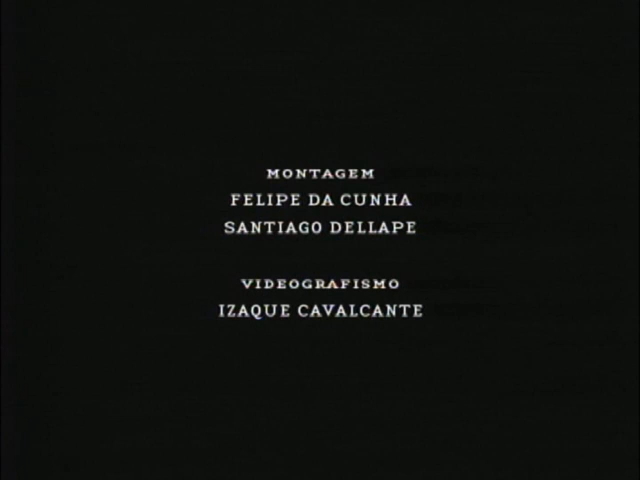 MONTAGEM
FELIPE DA CUNHA
SANTIAGO DELLAPE
VIDEOGRAFISMO
IZAQUE CAVALCANTE